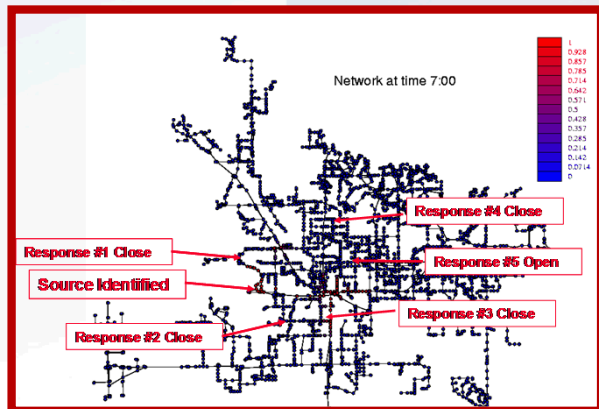 Network at time 7:00
1
0.928
0.857
0.785
0.714
0.642
0.571
0.5
0.428
0.357
0.285
0.214
0.142
0.0714
0
Response #4 Close
Response #1 Close
Response #5 Open
Source Identified
Response #3 Close
Response #2 Close